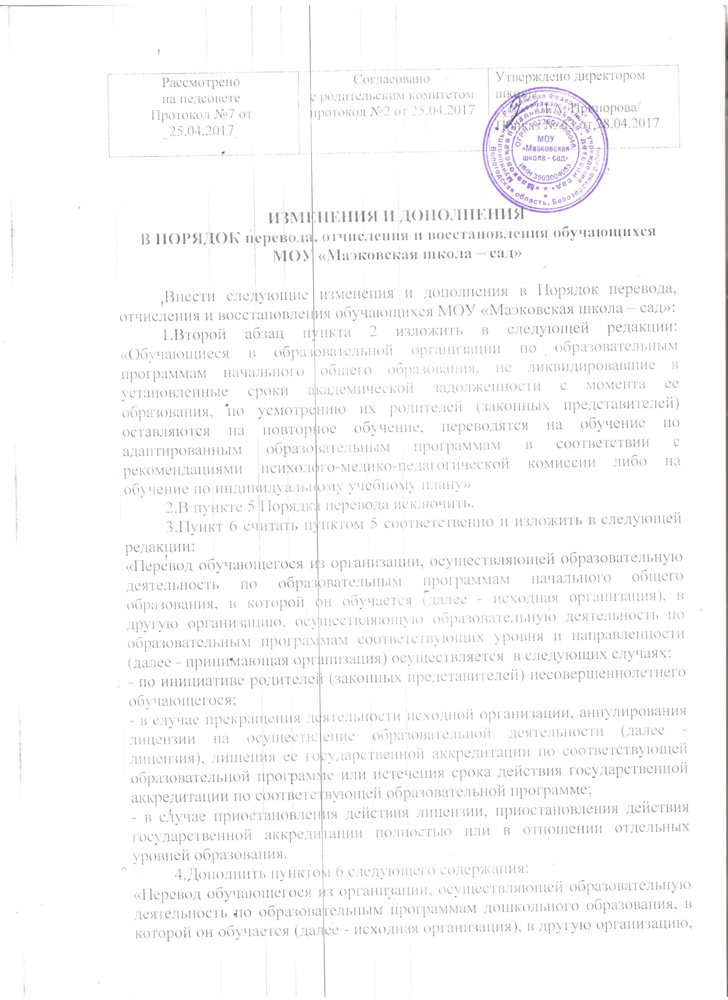 Рассмотрено
на педсовете
Протокол №7 от
25.04.2017
Согласовано
с родительским комитетом
протокол №2 от 25.04.2017
Утверждено директором
школы
Приказ № 53 от 28.04.2017
Российская Федерация
Вологодская область, Белозерский
«Маэковская начальная школа - детский сад»
МОУ
«Маэковская
школа - сад»
ИНН 3503004053
ИЗМЕНЕНИЯ И ДОПОЛНЕНИЯ
В ПОРЯДОК перевода, отчисления и восстановления обучающихся
МОУ «Маэковская школа – сад»
Внести следующие изменения и дополнения в Порядок перевода,
отчисления и восстановления обучающихся МОУ «Маэковская школа – сад»:
1.Второй абзац пункта 2 изложить в следующей редакции:
«Обучающиеся в образовательной организации по образовательным
программам начального общего образования, не ликвидировавшие в
установленные сроки академической задолженности с момента ее
образования, по усмотрению их родителей (законных представителей)
оставляются на повторное обучение, переводятся на обучение по
адаптированным образовательным программам в соответствии с
рекомендациями психолого-медико-педагогической комиссии либо на
обучение по индивидуальному учебному плану»
2.В пункте 5 Порядка перевода исключить.
3.Пункт 6 считать пунктом 5 соответственно и изложить в следующей
редакции:
«Перевод обучающегося из организации, осуществляющей образовательную
деятельность по образовательным программам начального общего
образования, в которой он обучается (далее - исходная организация), в
другую организацию, осуществляющую образовательную деятельность по
образовательным программам соответствующих уровня и направленности
(далее - принимающая организация) осуществляется в следующих случаях:
- по инициативе родителей (законных представителей) несовершеннолетнего
обучающегося;
- в случае прекращения деятельности исходной организации, аннулирования
лицензии на осуществление образовательной деятельности (далее -
лицензия), лишения ее государственной аккредитации по соответствующей
образовательной программе или истечения срока действия государственной
аккредитации по соответствующей образовательной программе;
- в случае приостановления действия лицензии, приостановления действия
государственной аккредитации полностью или в отношении отдельных
уровней образования.
4.Дополнить пунктом 6 следующего содержания:
«Перевод обучающегося из организации, осуществляющей образовательную
деятельность по образовательным программам дошкольного образования, в
которой он обучается (далее - исходная организация), в другую организацию,